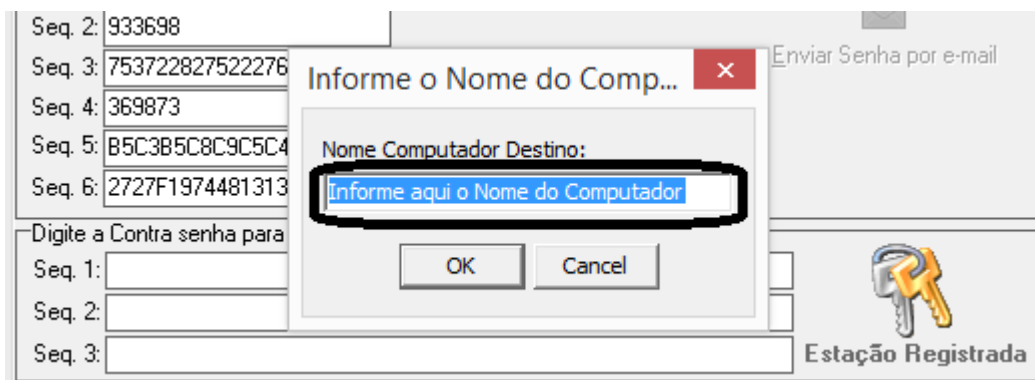 Seq. 2: 933698
Enviar Senha por e-mail
Seq. 3: 753722827522276
Informe o Nome do Comp...
Seq. 4: 369873
Seq. 5: B5C3B5C8C9C5C4
Nome Computador Destino:
Seq. 6: 2727F1974481313
Informe aqui o Nome do Computador
Digite a Contra senha para
OK Cancel
Seq. 1:
Seq. 2:
Seq. 3:
Estação Registrada